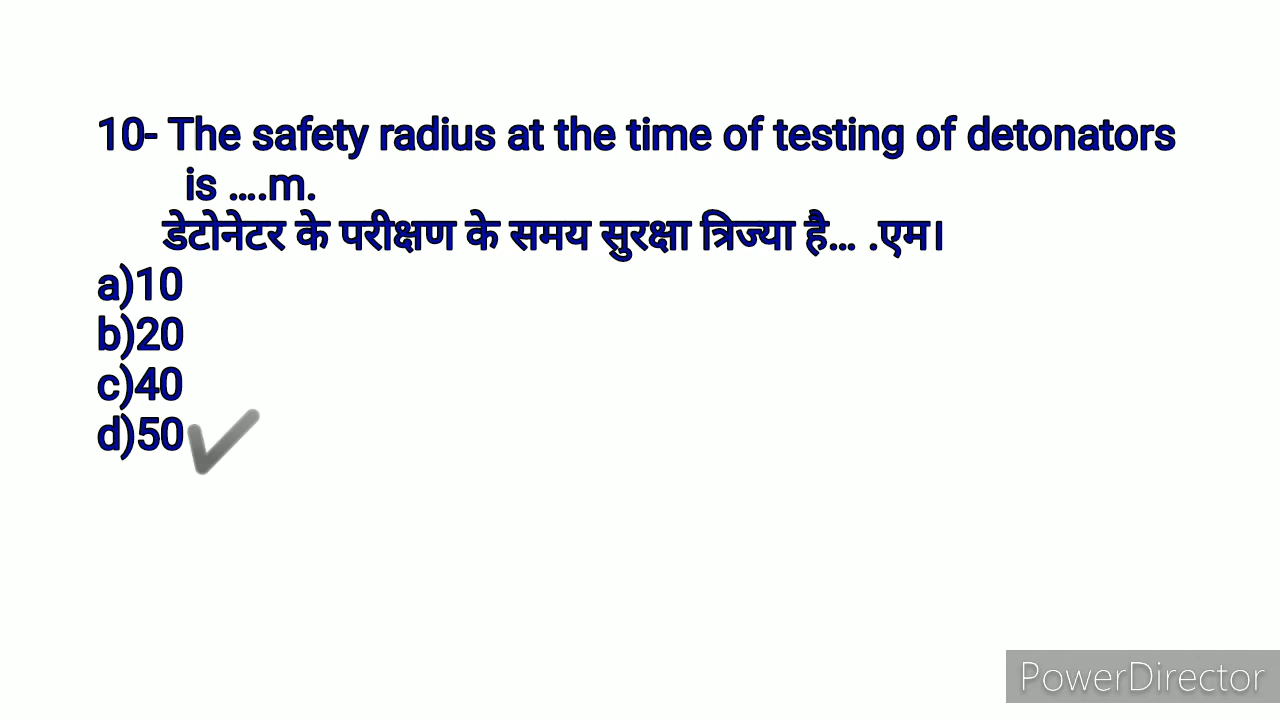 10- The safety radius at the time of testing of detonators
is ....m.
डेटोनेटर के परीक्षण के समय सुरक्षा त्रिज्या है... .एम।
a)10
b)20
c)40
d)50
PowerDirector